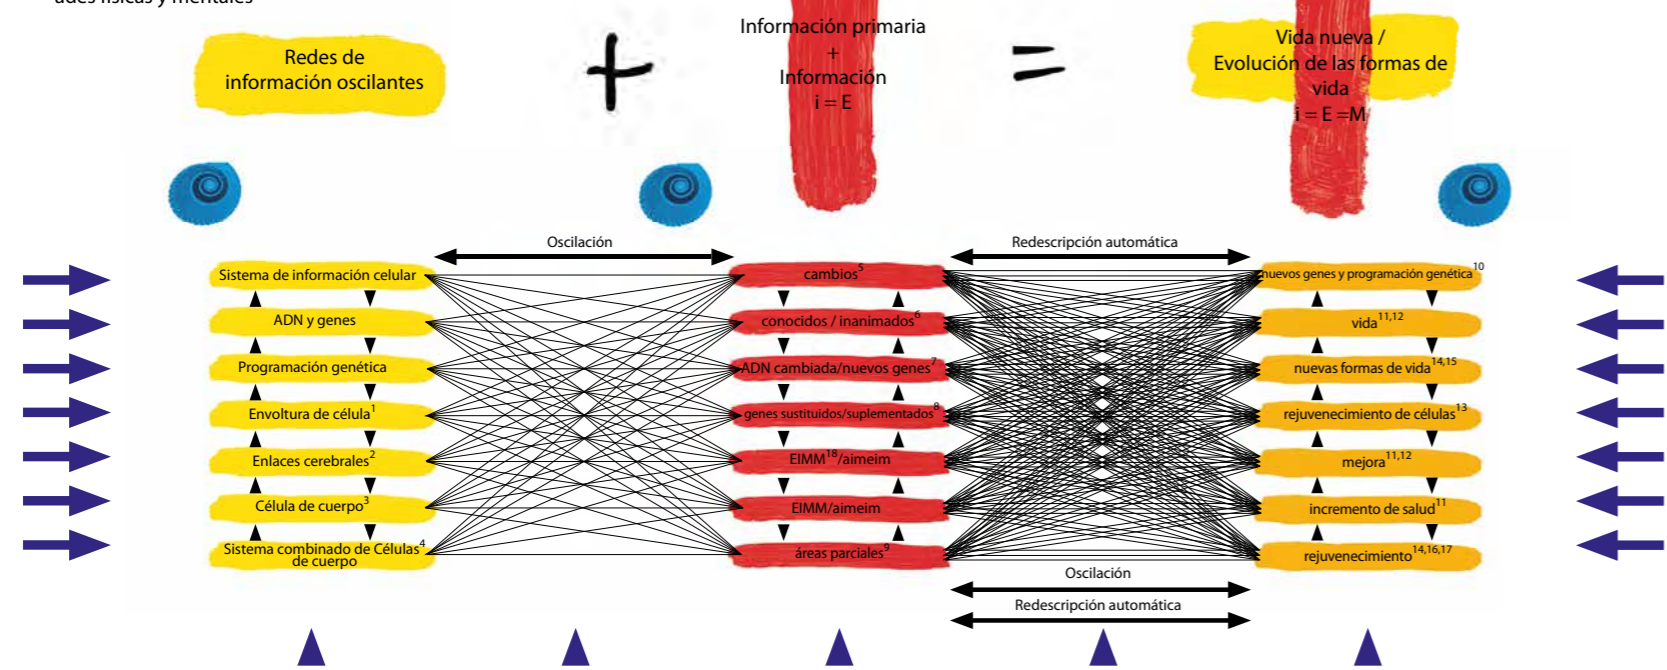 ades físicas y mentales
Redes de
información oscilantes
+
Información primaria
+
Información
i = E
=
Vida nueva /
Evolución de las formas de
vida
i = E =M
Oscilación
Redescripción automática
Sistema de información celular
cambios5
nuevos genes y programación genética10
ADN y genes
conocidos / inanimados6
vida11,12
Programación genética
ADN cambiada/nuevos genes7
nuevas formas de vida14,15
Envoltura de célula1
genes sustituidos/suplementados8
rejuvenecimiento de células13
Enlaces cerebrales2
EIMM18/aimeim
mejora11,12
Célula de cuerpo3
EIMM/aimeim
incremento de salud11
Sistema combinado de Células4
de cuerpo
áreas parciales9
rejuvenecimiento14,16,17
Oscilación
Redescripción automática